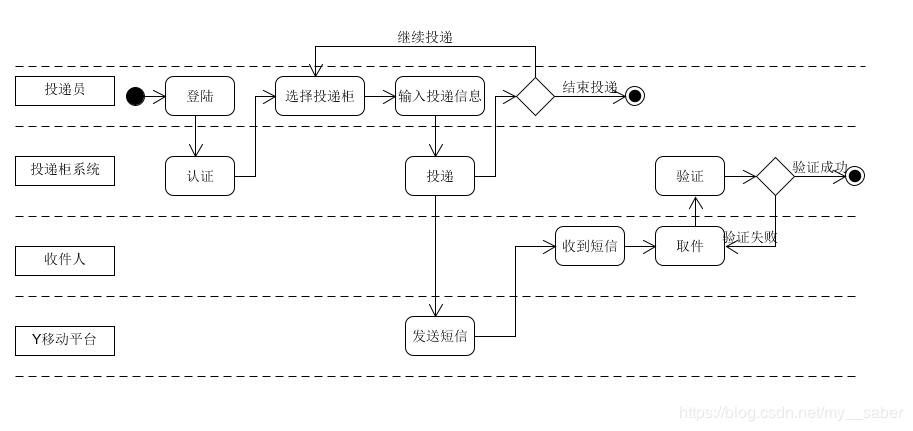 继续投递
投递员
登陆
选择投递柜
输入投递信息
结束投递
投递柜系统
认证
投递
验证
验证成功
收件人
收到短信
取件
验证失败
Y移动平台
发送短信
https://blog.csdn.net/my__saber